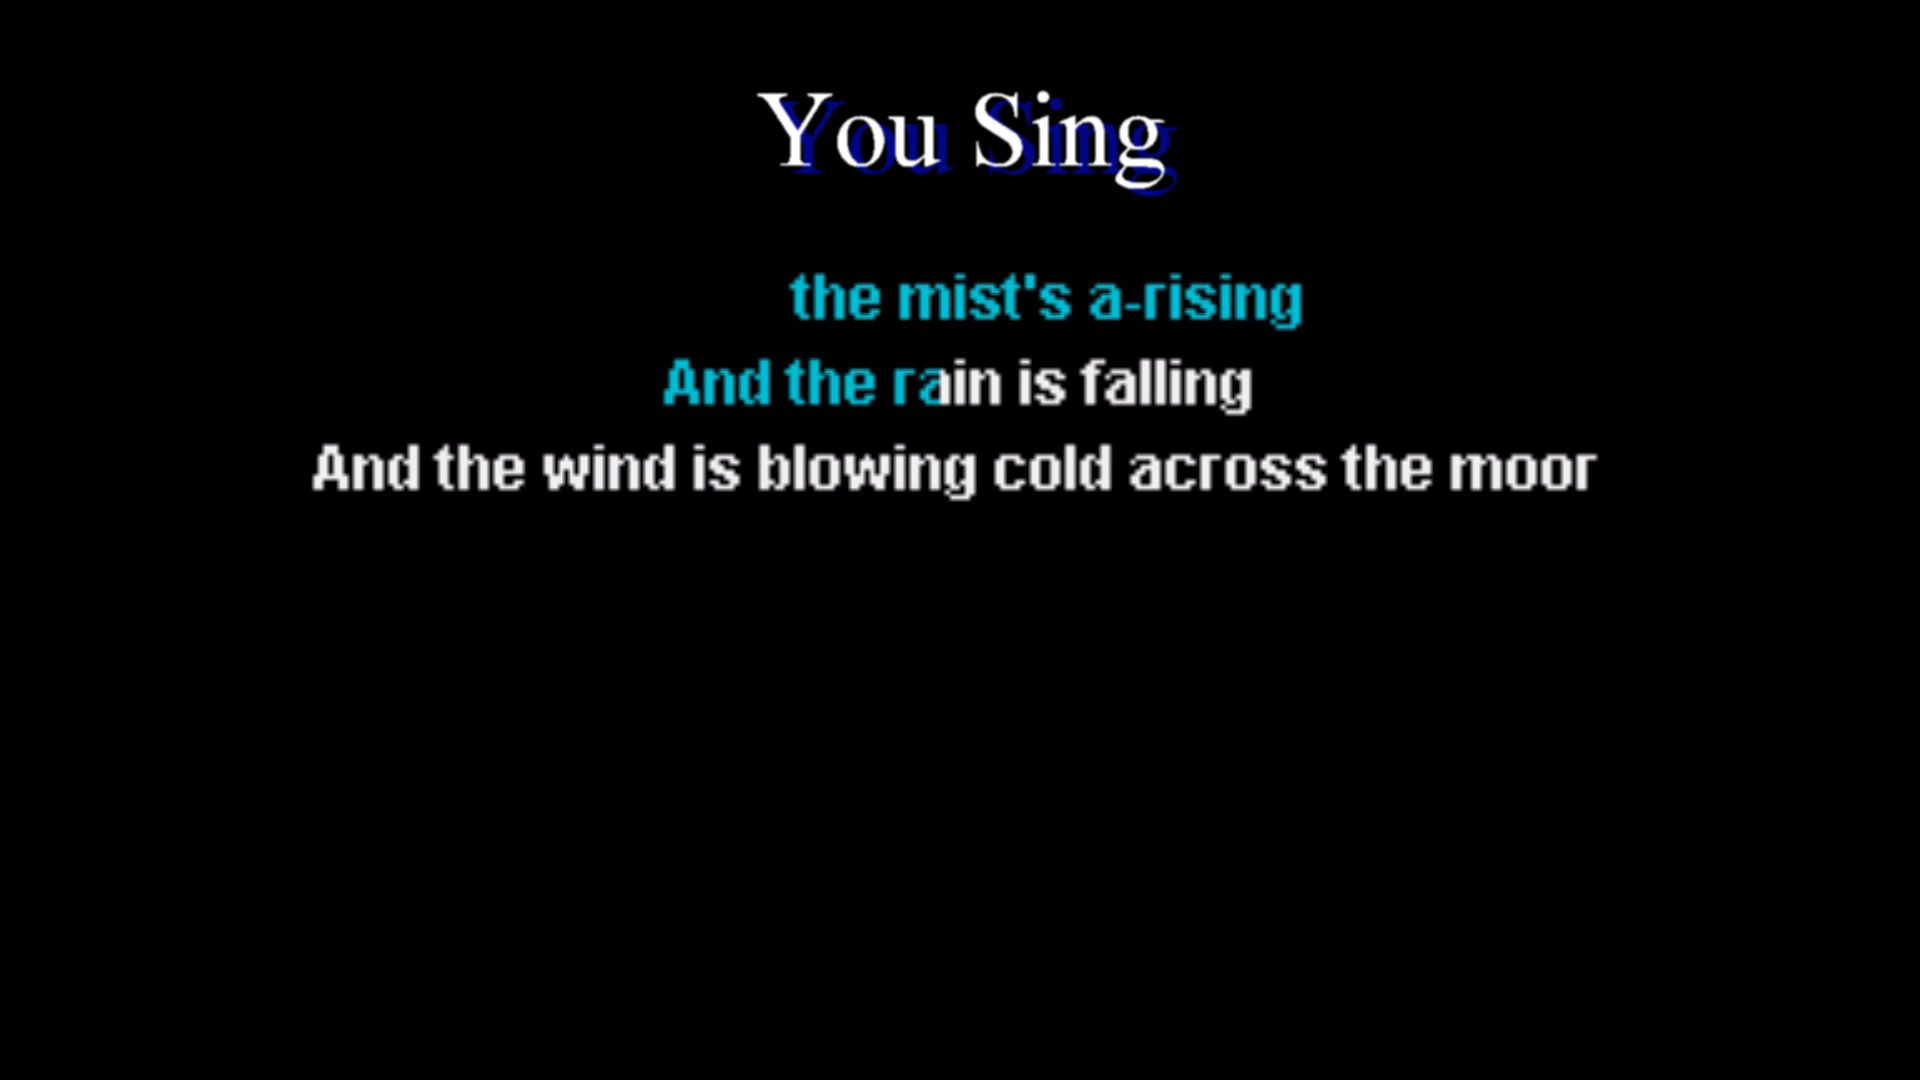 You Sing
the mist's a-rising
And the rain is falling
And the wind is blowing cold across the moor